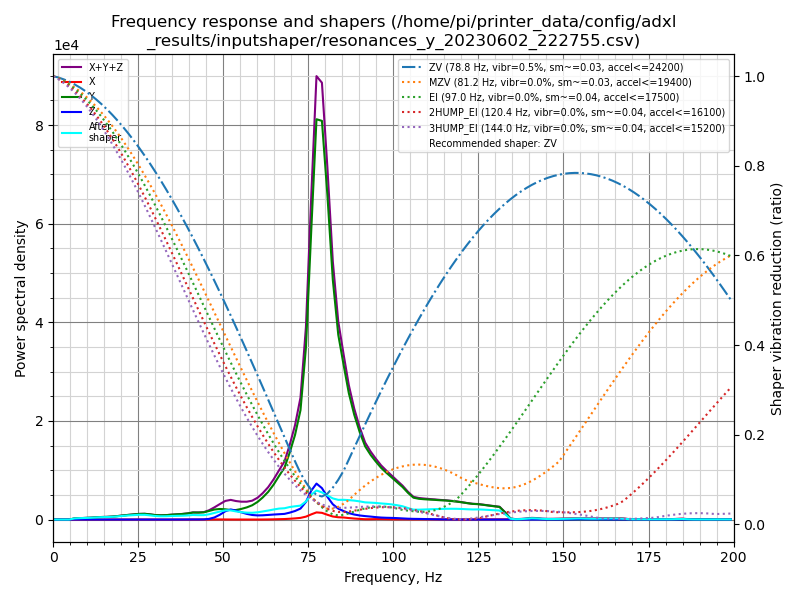 Frequency response and shapers (/home/pi/printer_data/config/adxl
_results/inputshaper/resonances_y_20230602_222755.csv)
1e4
X+Y+Z
X
Y
Z
After
shaper
ZV (78.8 Hz, vibr=0.5%, sm~=0.03, accel<=24200)
MZV (81.2 Hz, vibr=0.0%, sm~=0.03, accel<=19400)
EI (97.0 Hz, vibr=0.0%, sm~=0.04, accel<=17500)
2HUMP_EI (120.4 Hz, vibr=0.0%, sm~=0.04, accel<=16100)
3HUMP_EI (144.0 Hz, vibr=0.0%, sm~=0.04, accel<=15200)
Recommended shaper: ZV
Power spectral density
8
6
4
2
0
1.0
0.8
0.6
0.4
0.2
0.0
Shaper vibration reduction (ratio)
0 25 50 75 100 125 150 175 200
Frequency, Hz